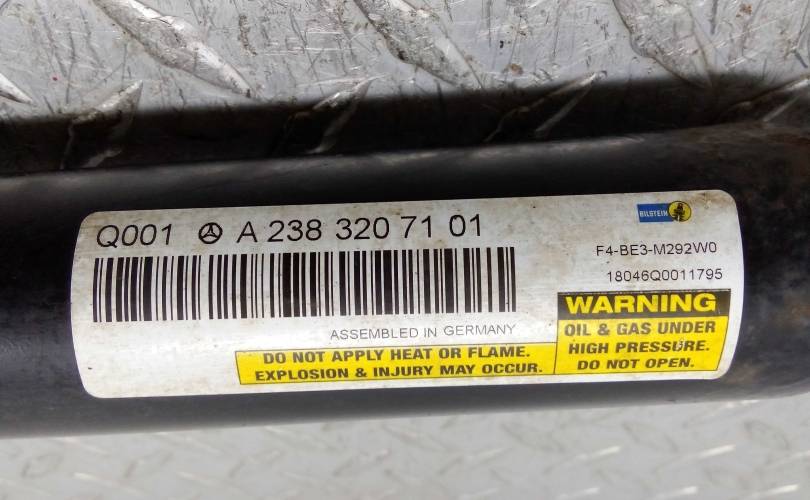 Q001 A 238 320 71 01
BILSTEIN
F4-BE3-M292W0
18046Q0011795
ASSEMBLED IN GERMANY
DO NOT APPLY HEAT OR FLAME.
EXPLOSION & INJURY MAY OCCUR.
WARNING
OIL & GAS UNDER
HIGH PRESSURE.
DO NOT OPEN.